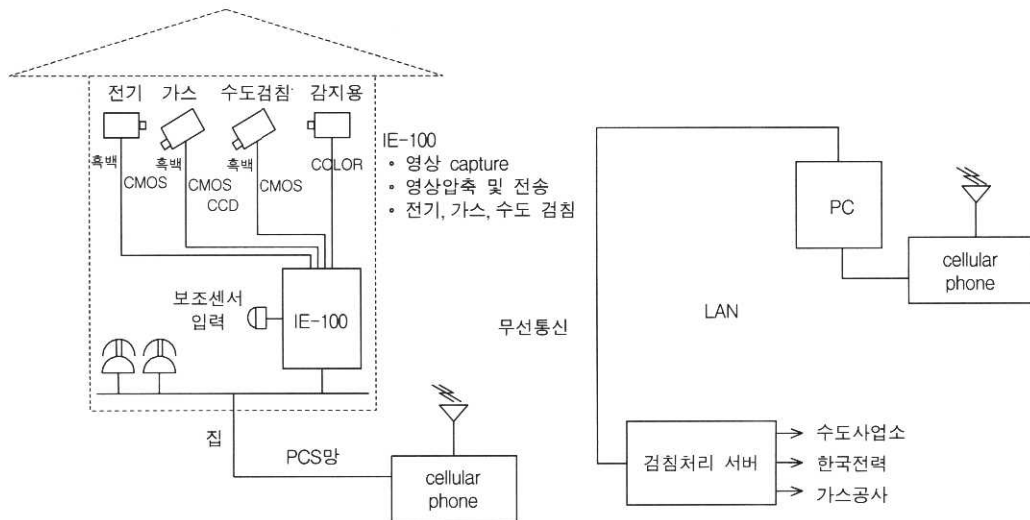 전기 가스 수도검침 감지용
흑백 흑백 흑백 COLOR
CMOS CMOS CMOS
CCD
IE-100
∘ 영상 capture
∘ 영상압축 및 전송
∘ 전기, 가스, 수도 검침
보조센서
입력
IE-100
집
PCS망
cellular
phone
무선통신
LAN
PC
cellular
phone
검침처리 서버
수도사업소
한국전력
가스공사